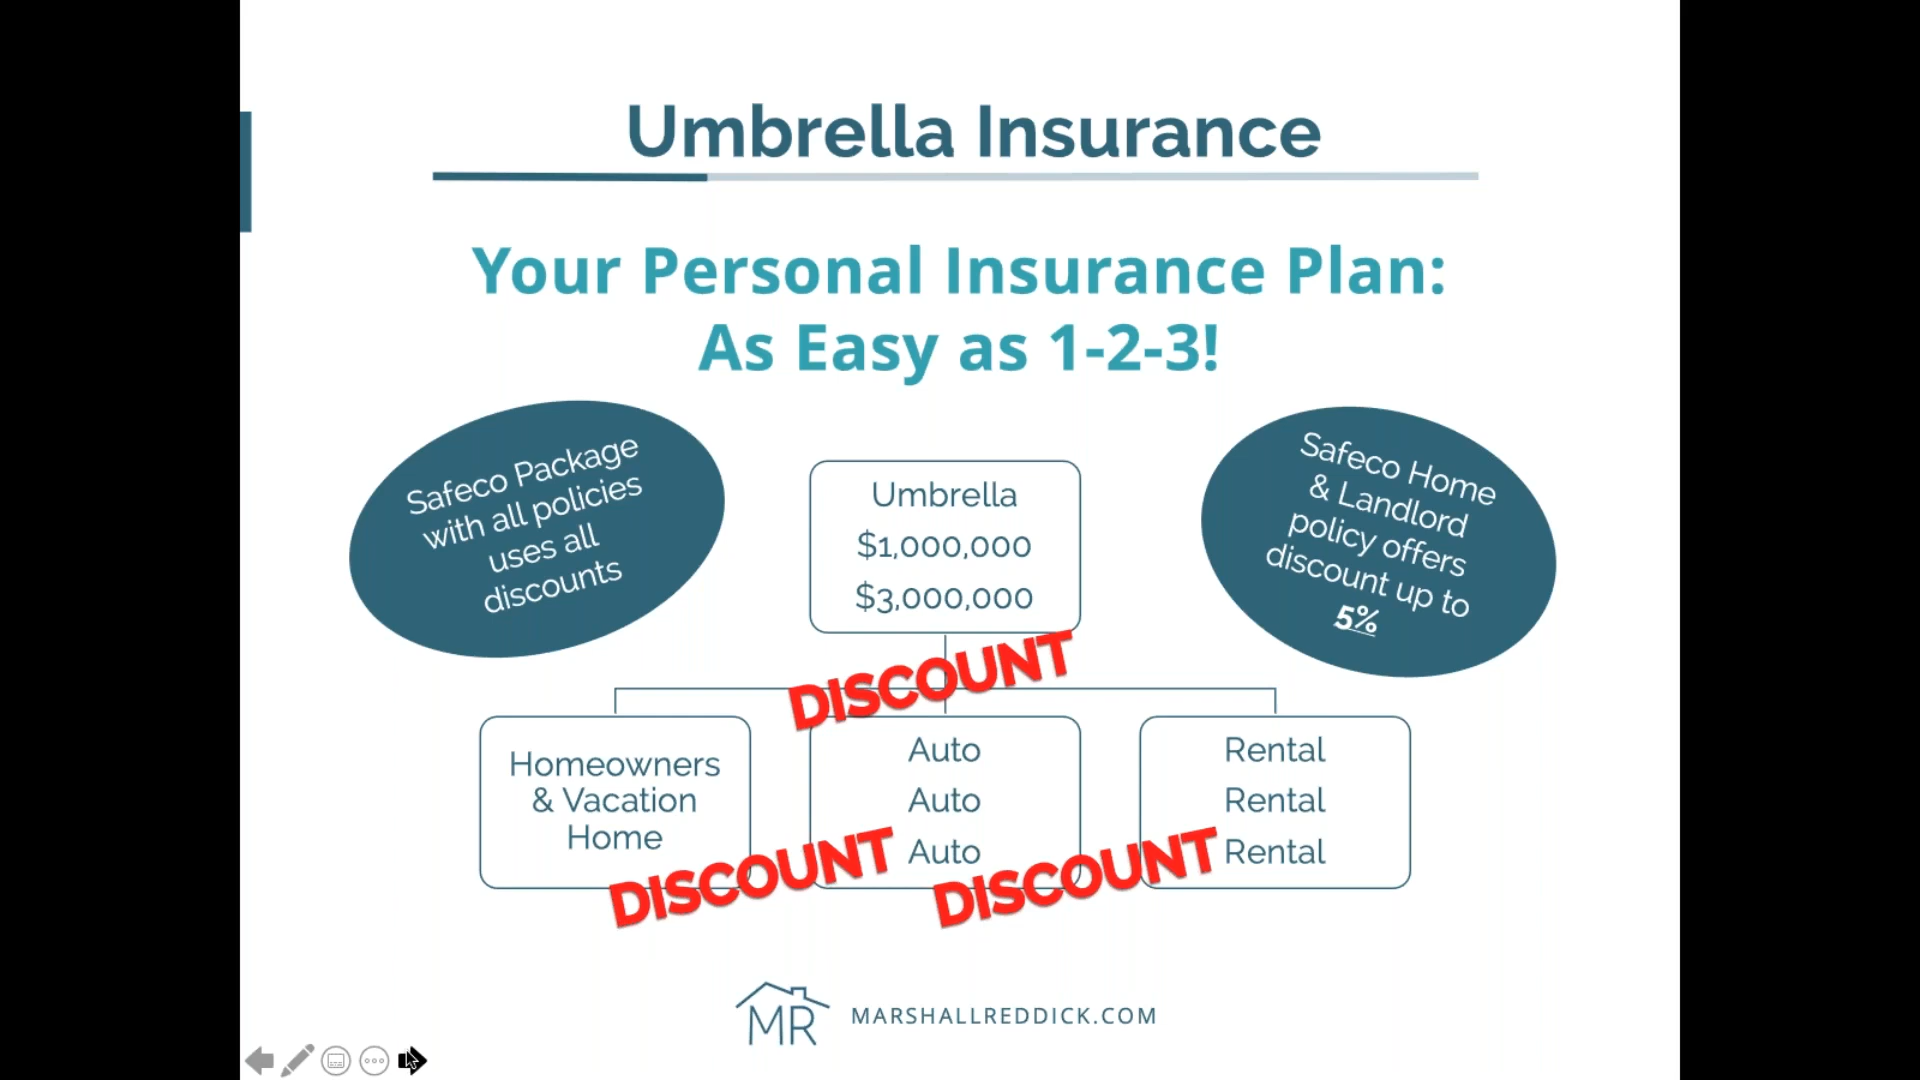 Umbrella Insurance
Your Personal Insurance Plan:
As Easy as 1-2-3!
Safeco Package
with all policies
uses all
discounts
Umbrella
$1,000,000
$3,000,000
Safeco Home
& Landlord
policy offers
discount up to
5%
DISCOUNT
Homeowners
& Vacation
Home
DISCOUNT
Auto
Auto
Auto
DISCOUNT
Rental
Rental
Rental
MR
MARSHALLREDDICK.COM